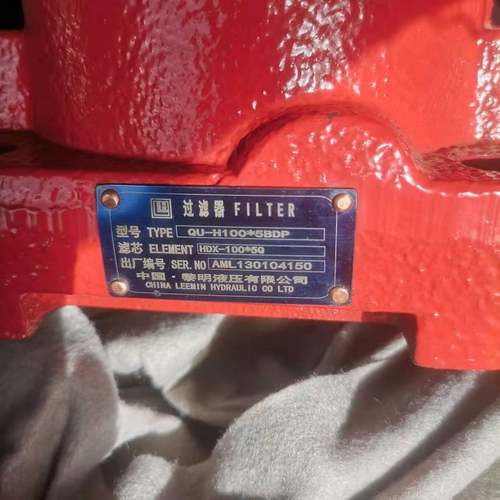 过滤器 FILTER
型号 TYPE QU-H100*5BDP
滤芯 ELEMENT HDX-100*5Q
出厂编号 SER.NO AML130104150
中国·黎明液压有限公司
CHINA LEEMIN HYDRAULIC CO LTD